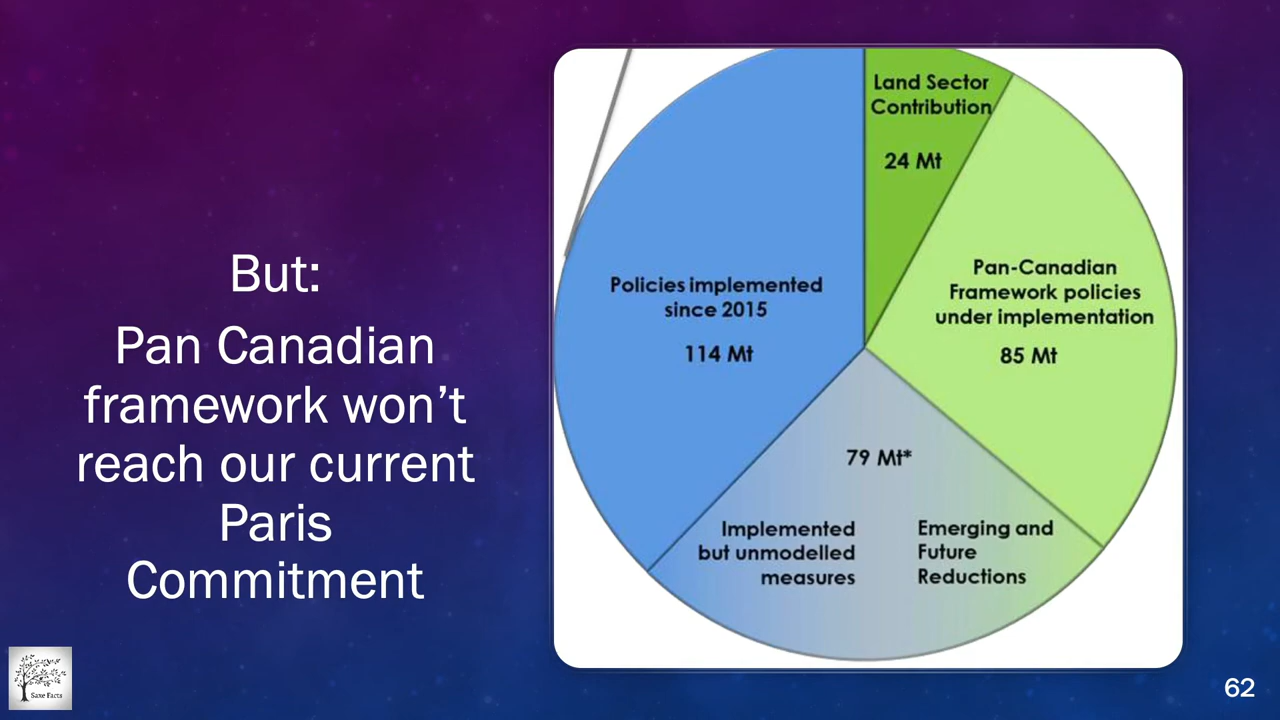 But:
Pan Canadian
framework won’t
reach our current
Paris
Commitment
Land Sector
Contribution
24 Mt
Pan-Canadian
Framework policies
under implementation
85 Mt
Policies implemented
since 2015
114 Mt
79 Mt*
Implemented
but unmodelled
measures
Emerging and
Future
Reductions
Saxe Facts
62